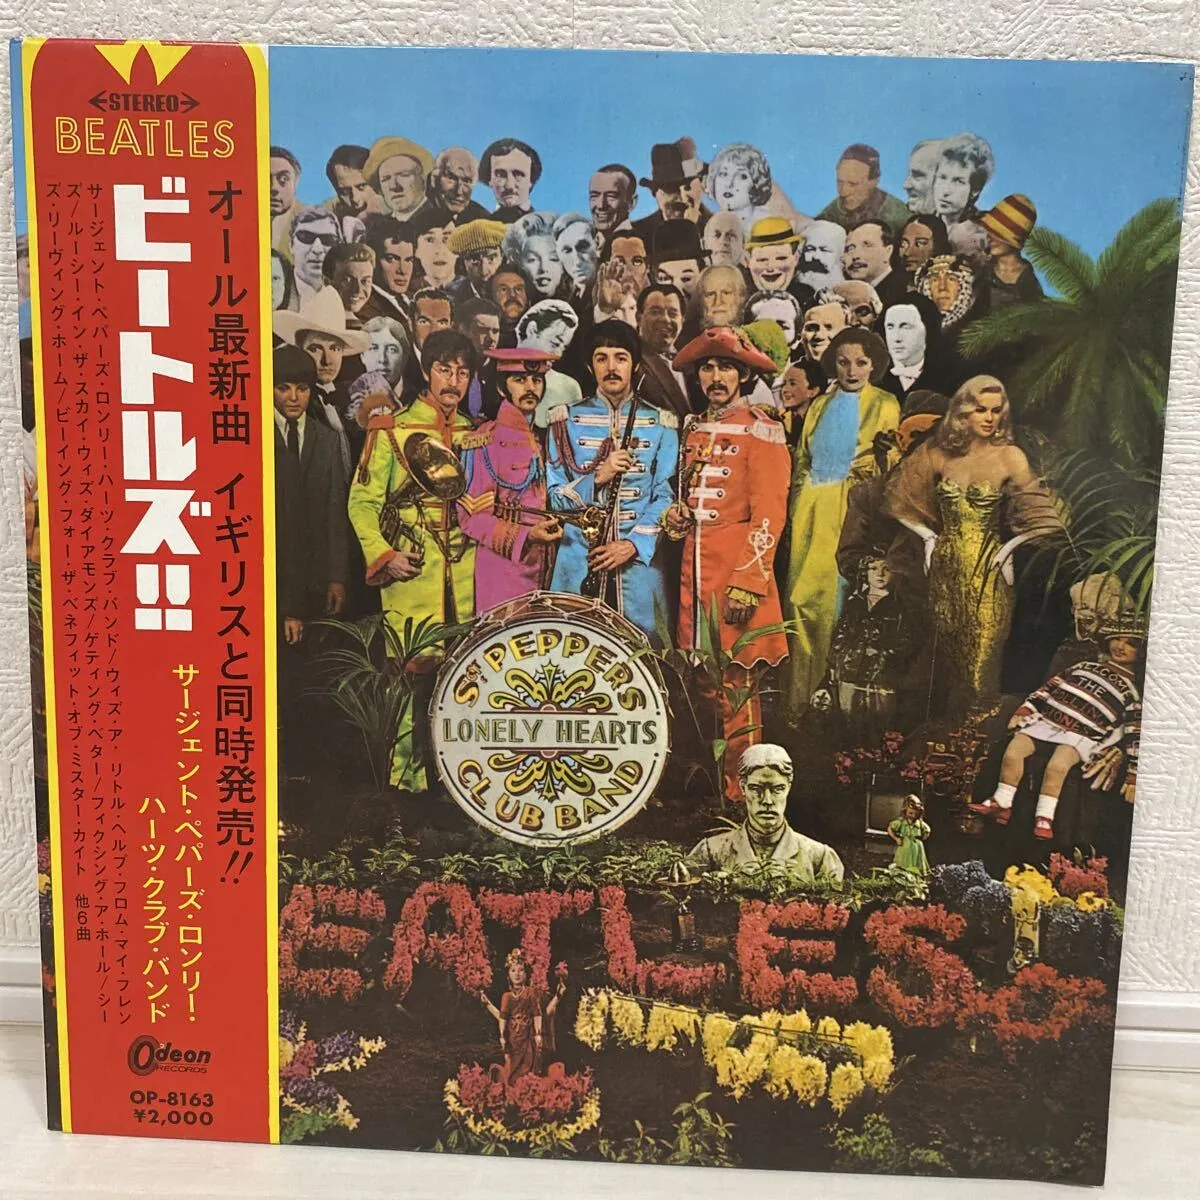 STEREO
BEATLES
オール最新曲 イギリスと同時発売!!
ビートルズ!!
サージェント・ペパーズ・ロンリー・
ハーツ・クラブ・バンド
サージェント・ペパーズ・ロンリー・ハーツ・クラブ・バンド/ウィズ・ア・リトル・ヘルプ・フロム・マイ・フレン
ズ/ルーシー・イン・ザ・スカイ・ウィズ・ダイアモンズ/ゲティング・ベター/フィクシング・ア・ホール/シー
ズ・リーヴィング・ホーム/ビーイング・フォー・ザ・ベネフィット・オブ・ミスター・カイト 他6曲
Odeon
RECORDS
OP-8163
¥2,000
SGT PEPPERS
LONELY HEARTS
CLUB BAND
WELCOME
THE
EATLES